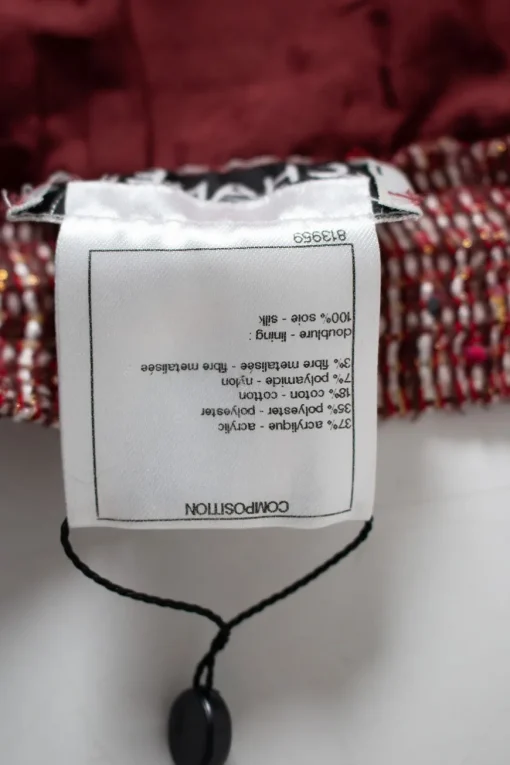 COMPOSITION
37% acrylique - acrylic
35% polyester - polyester
18% coton - cotton
7% polyamide - nylon
3% fibre metalisée - fibre metalisée
doublure - lining :
100% soie - silk
813959